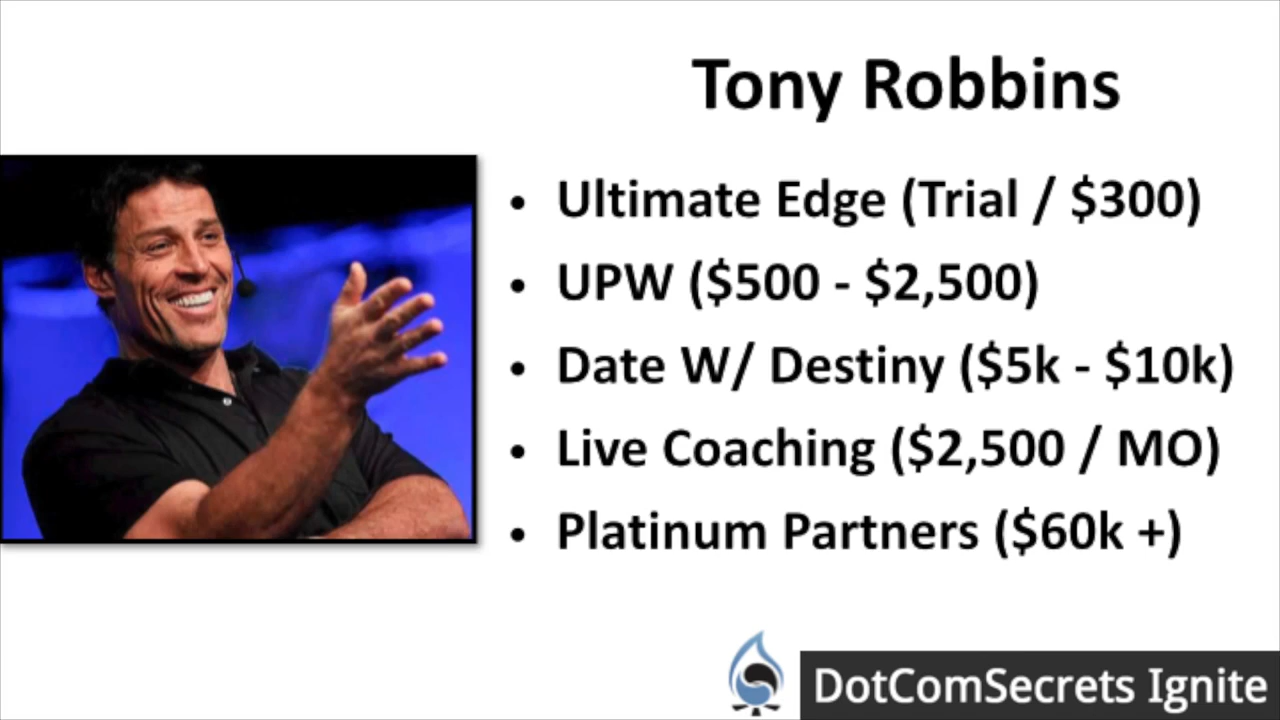 Tony Robbins
• Ultimate Edge (Trial / $300)
• UPW ($500 - $2,500)
• Date W/ Destiny ($5k - $10k)
• Live Coaching ($2,500 / MO)
• Platinum Partners ($60k +)
DotComSecrets Ignite